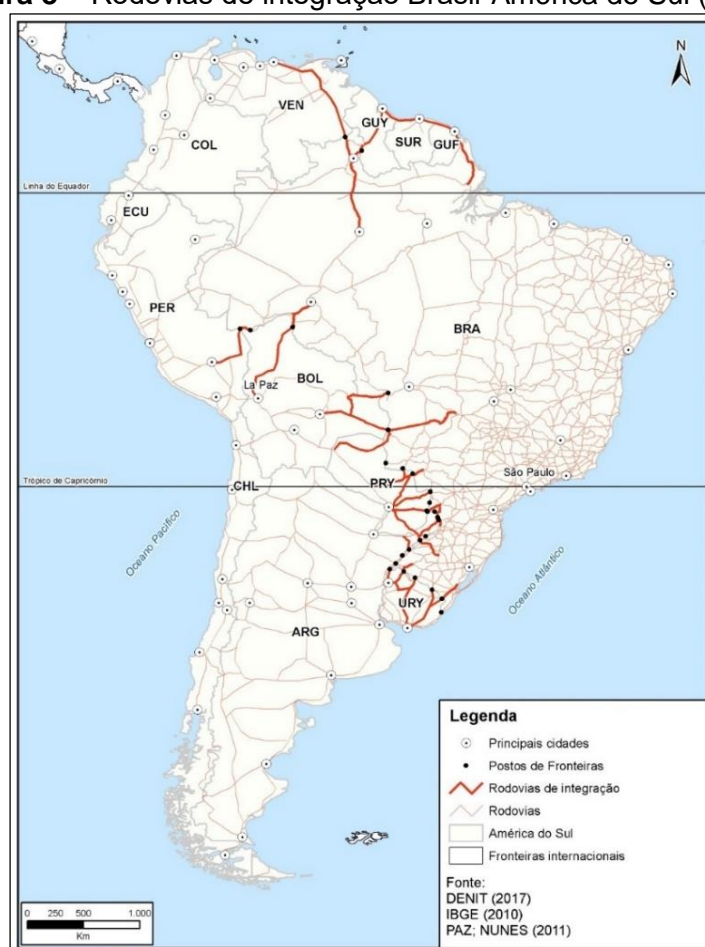 Rodovias de integração Brasil-América do Sul (
N
VEN
GUY
SUR
GUF
COL
Linha do Equador
ECU
PER
BRA
BOL
La Paz
São Paulo
Trópico de Capricórnio
PRY
CHL
Oceano Pacífico
Oceano Atlântico
URY
ARG
Legenda
Principais cidades
Postos de Fronteiras
Rodovias de integração
Rodovias
América do Sul
Fronteiras internacionais
Fonte:
DENIT (2017)
IBGE (2010)
PAZ; NUNES (2011)
0 250 500 1.000
Km